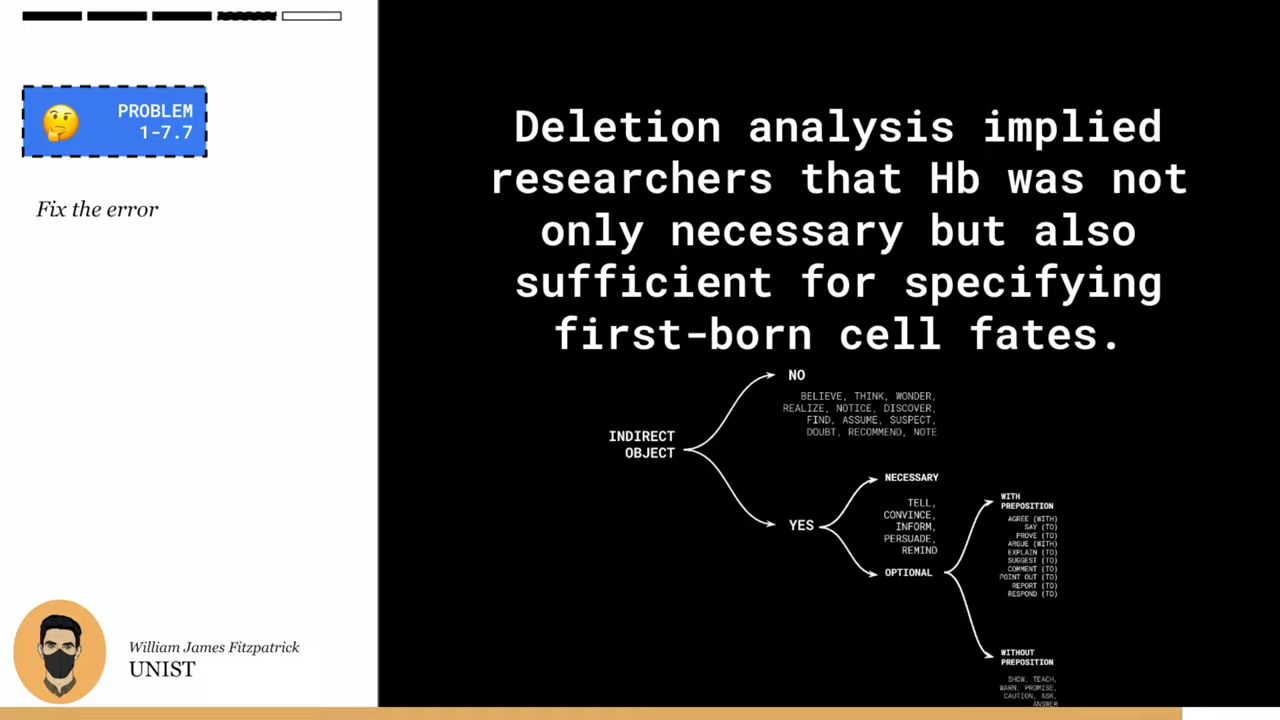 PROBLEM
1-7.7
Fix the error
Deletion analysis implied
researchers that Hb was not
only necessary but also
sufficient for specifying
first-born cell fates.
INDIRECT
OBJECT
NO
BELIEVE, THINK, WONDER,
REALIZE, NOTICE, DISCOVER,
FIND, ASSUME, SUSPECT,
DOUBT, RECOMMEND, NOTE
YES
NECESSARY
TELL,
CONVINCE,
INFORM,
PERSUADE,
REMIND
OPTIONAL
WITH
PREPOSITION
AGREE (WITH)
SAY (TO)
PROVE (TO)
ARGUE (WITH)
EXPLAIN (TO)
SUGGEST (TO)
COMMENT (TO)
POINT OUT (TO)
REPORT (TO)
RESPOND (TO)
WITHOUT
PREPOSITION
SHOW, TEACH,
WARN, PROMISE,
CAUTION, ASK,
ANSWER
William James Fitzpatrick
UNIST